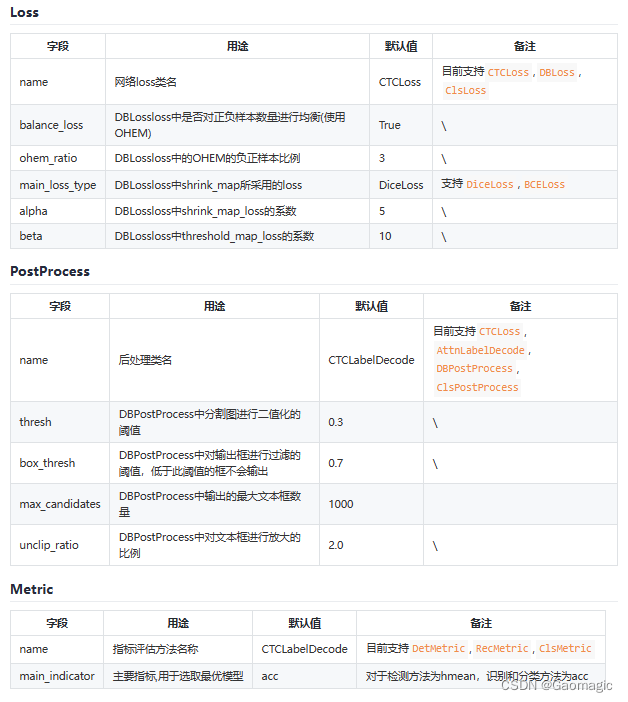 Loss
字段 用途 默认值 备注
name 网络loss类名 CTCLoss 目前支持 CTCLoss , DBLoss ,
ClsLoss
balance_loss DBLossloss中是否对正负样本数量进行均衡(使用
OHEM) True \
ohem_ratio DBLossloss中的OHEM的负正样本比例 3 \
main_loss_type DBLossloss中shrink_map所采用的loss DiceLoss 支持 DiceLoss , BCELoss
alpha DBLossloss中shrink_map_loss的系数 5 \
beta DBLossloss中threshold_map_loss的系数 10 \
PostProcess
字段 用途 默认值 备注
name 后处理类名 CTCLabelDecode 目前支持 CTCLoss ,
AttnLabelDecode ,
DBPostProcess ,
ClsPostProcess
thresh DBPostProcess中分割图进行二值化的
阈值 0.3 \
box_thresh DBPostProcess中对输出框进行过滤的
阈值，低于此阈值的框不会输出 0.7 \
max_candidates DBPostProcess中输出的最大文本框数
量 1000
unclip_ratio DBPostProcess中对文本框进行放大的
比例 2.0 \
Metric
字段 用途 默认值 备注
name 指标评估方法名称 CTCLabelDecode 目前支持 DetMetric , RecMetric , ClsMetric
main_indicator 主要指标,用于选取最优模型 acc 对于检测方法为hmean，识别和分类方法为acc
CSDN @Gaomagic